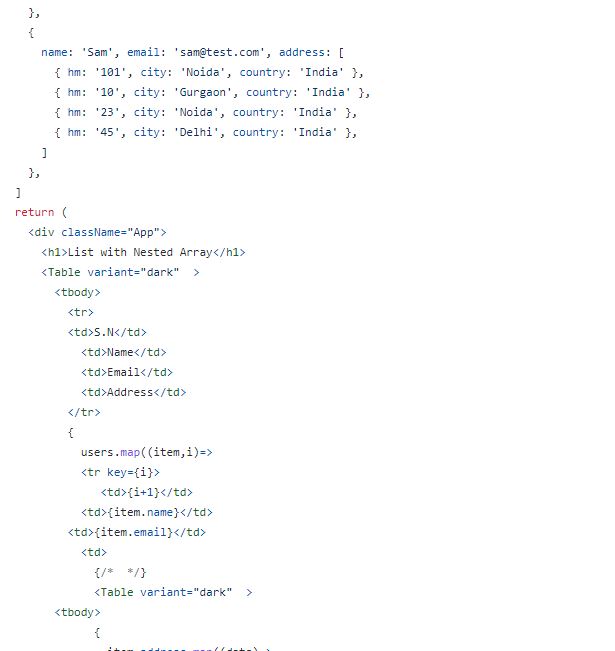 },
{
name: 'Sam', email: 'sam@test.com', address: [
{ hm: '101', city: 'Noida', country: 'India' },
{ hm: '10', city: 'Gurgaon', country: 'India' },
{ hm: '23', city: 'Noida', country: 'India' },
{ hm: '45', city: 'Delhi', country: 'India' },
]
},
]
return (
<div className="App">
<h1>List with Nested Array</h1>
<Table variant="dark"  >
<tbody>
<tr>
<td>S.N</td>
<td>Name</td>
<td>Email</td>
<td>Address</td>
</tr>
{
users.map((item,i)=>
<tr key={i}>
<td>{i+1}</td>
<td>{item.name}</td>
<td>{item.email}</td>
<td>
{/*  */}
<Table variant="dark"  >
<tbody>
{
item.address.map((data)=>